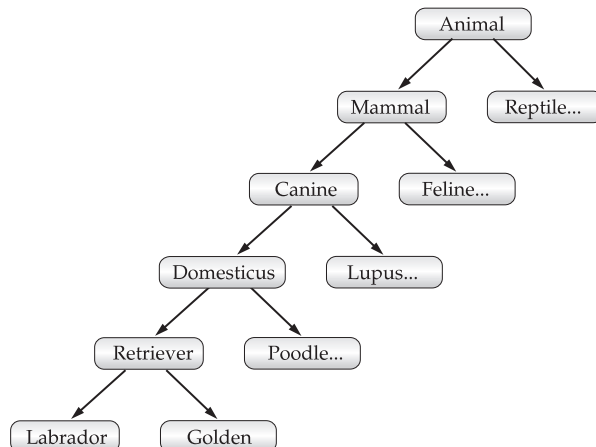 Animal
Mammal
Reptile...
Canine
Feline...
Domesticus
Lupus...
Retriever
Poodle...
Labrador
Golden